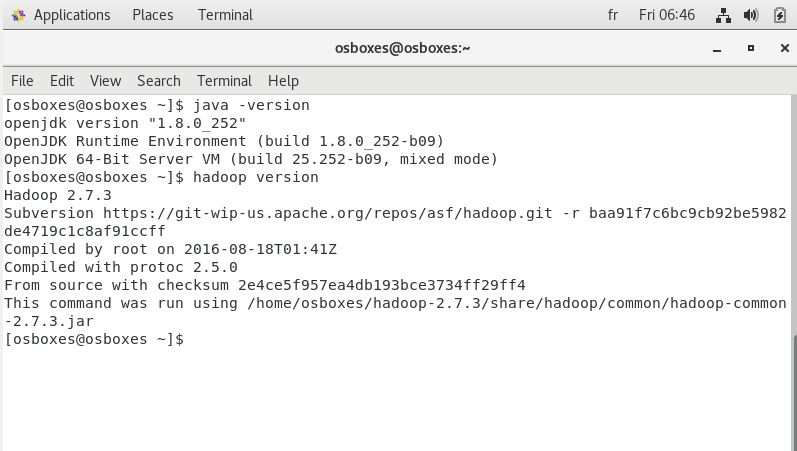 Applications Places Terminal fr Fri 06:46
osboxes@osboxes:~
File Edit View Search Terminal Help
[osboxes@osboxes ~]$ java -version
openjdk version "1.8.0_252"
OpenJDK Runtime Environment (build 1.8.0_252-b09)
OpenJDK 64-Bit Server VM (build 25.252-b09, mixed mode)
[osboxes@osboxes ~]$ hadoop version
Hadoop 2.7.3
Subversion https://git-wip-us.apache.org/repos/asf/hadoop.git -r baa91f7c6bc9cb92be5982
de4719c1c8af91ccff
Compiled by root on 2016-08-18T01:41Z
Compiled with protoc 2.5.0
From source with checksum 2e4ce5f957ea4db193bce3734ff29ff4
This command was run using /home/osboxes/hadoop-2.7.3/share/hadoop/common/hadoop-common
-2.7.3.jar
[osboxes@osboxes ~]$